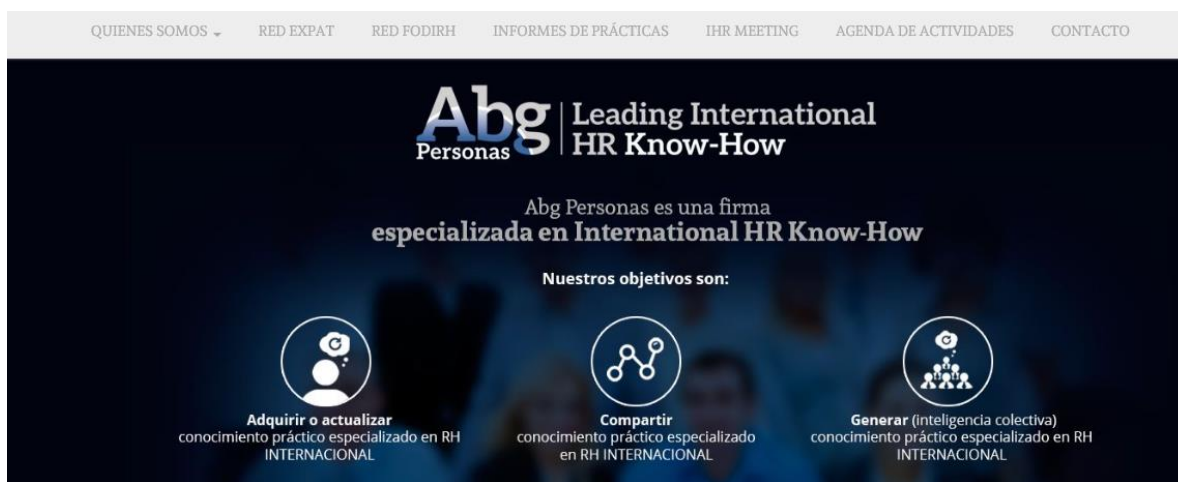 QUIENES SOMOS RED EXPAT RED FODIRH INFORMES DE PRÁCTICAS IHR MEETING AGENDA DE ACTIVIDADES CONTACTO
Abg Personas
Leading International
HR Know-How
Abg Personas es una firma
especializada en International HR Know-How
Nuestros objetivos son:
Adquirir o actualizar
conocimiento práctico especializado en RH
INTERNACIONAL
Compartir
conocimiento práctico especializado
en RH INTERNACIONAL
Generar (inteligencia colectiva)
conocimiento práctico especializado en RH
INTERNACIONAL